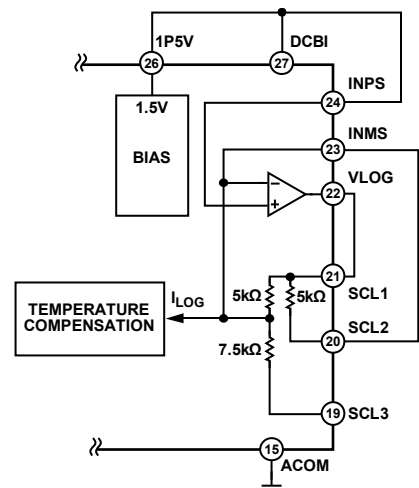 1P5V
DCBI
26
27
INPS
24
1.5V
BIAS
INMS
23
VLOG
−
+
22
21
SCL1
ILOG
5kΩ
5kΩ
TEMPERATURE
COMPENSATION
SCL2
20
7.5kΩ
19 SCL3
15
ACOM